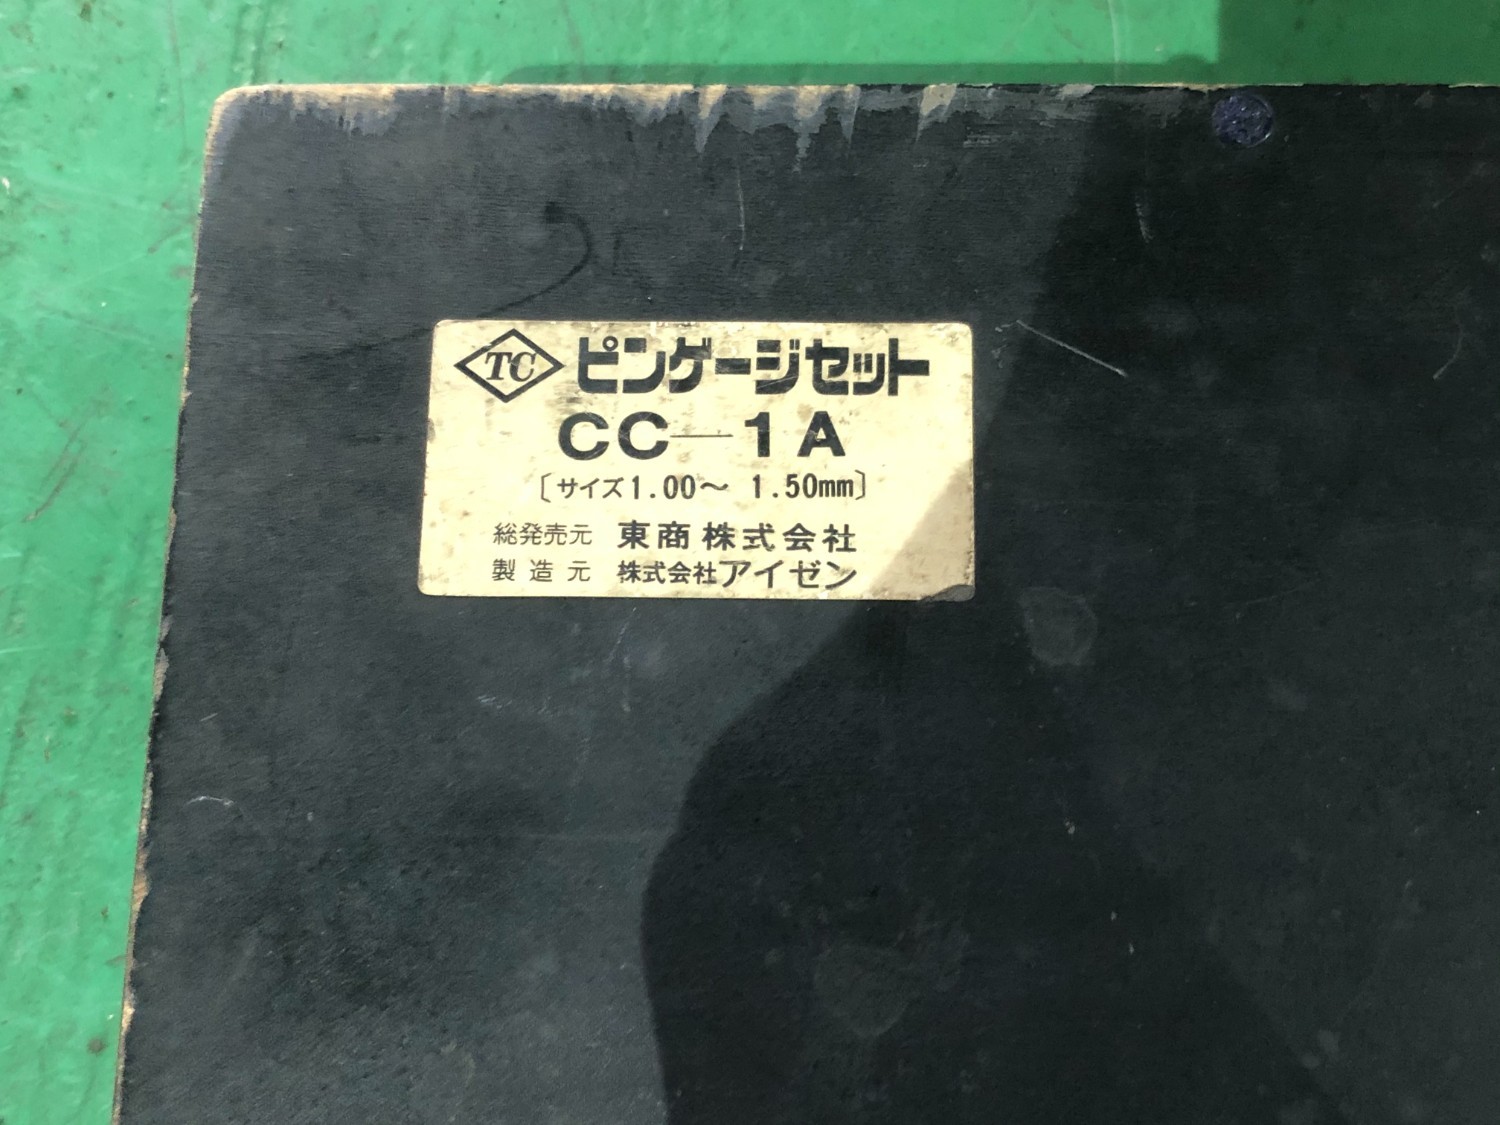 TC ピンゲージセット
CC—1A
〔サイズ1.00〜 1.50mm〕
総発売元 東商株式会社
製造元 株式会社アイゼン